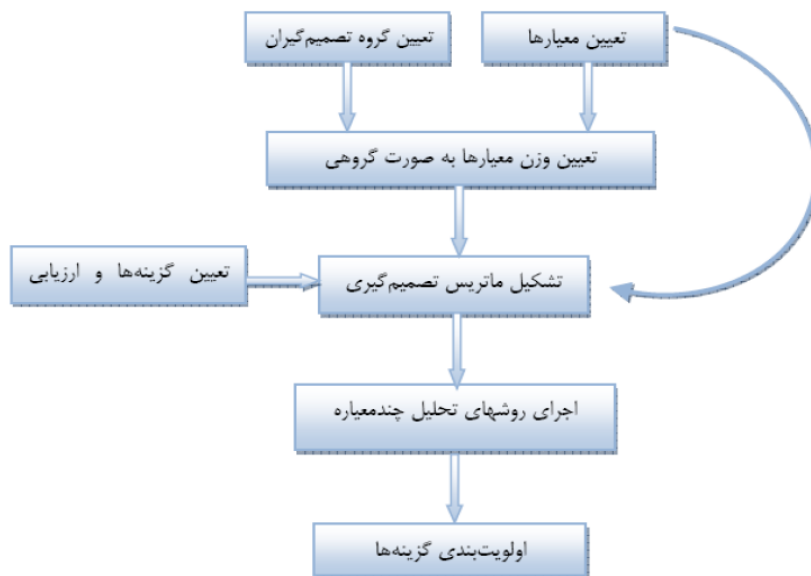 تعیین معیارها
تعیین گروه تصمیم‌گیران
تعیین وزن معیارها به صورت گروهی
تشکیل ماتریس تصمیم‌گیری
تعیین گزینه‌ها و ارزیابی
اجرای روشهای تحلیل چندمعیاره
اولویت‌بندی گزینه‌ها